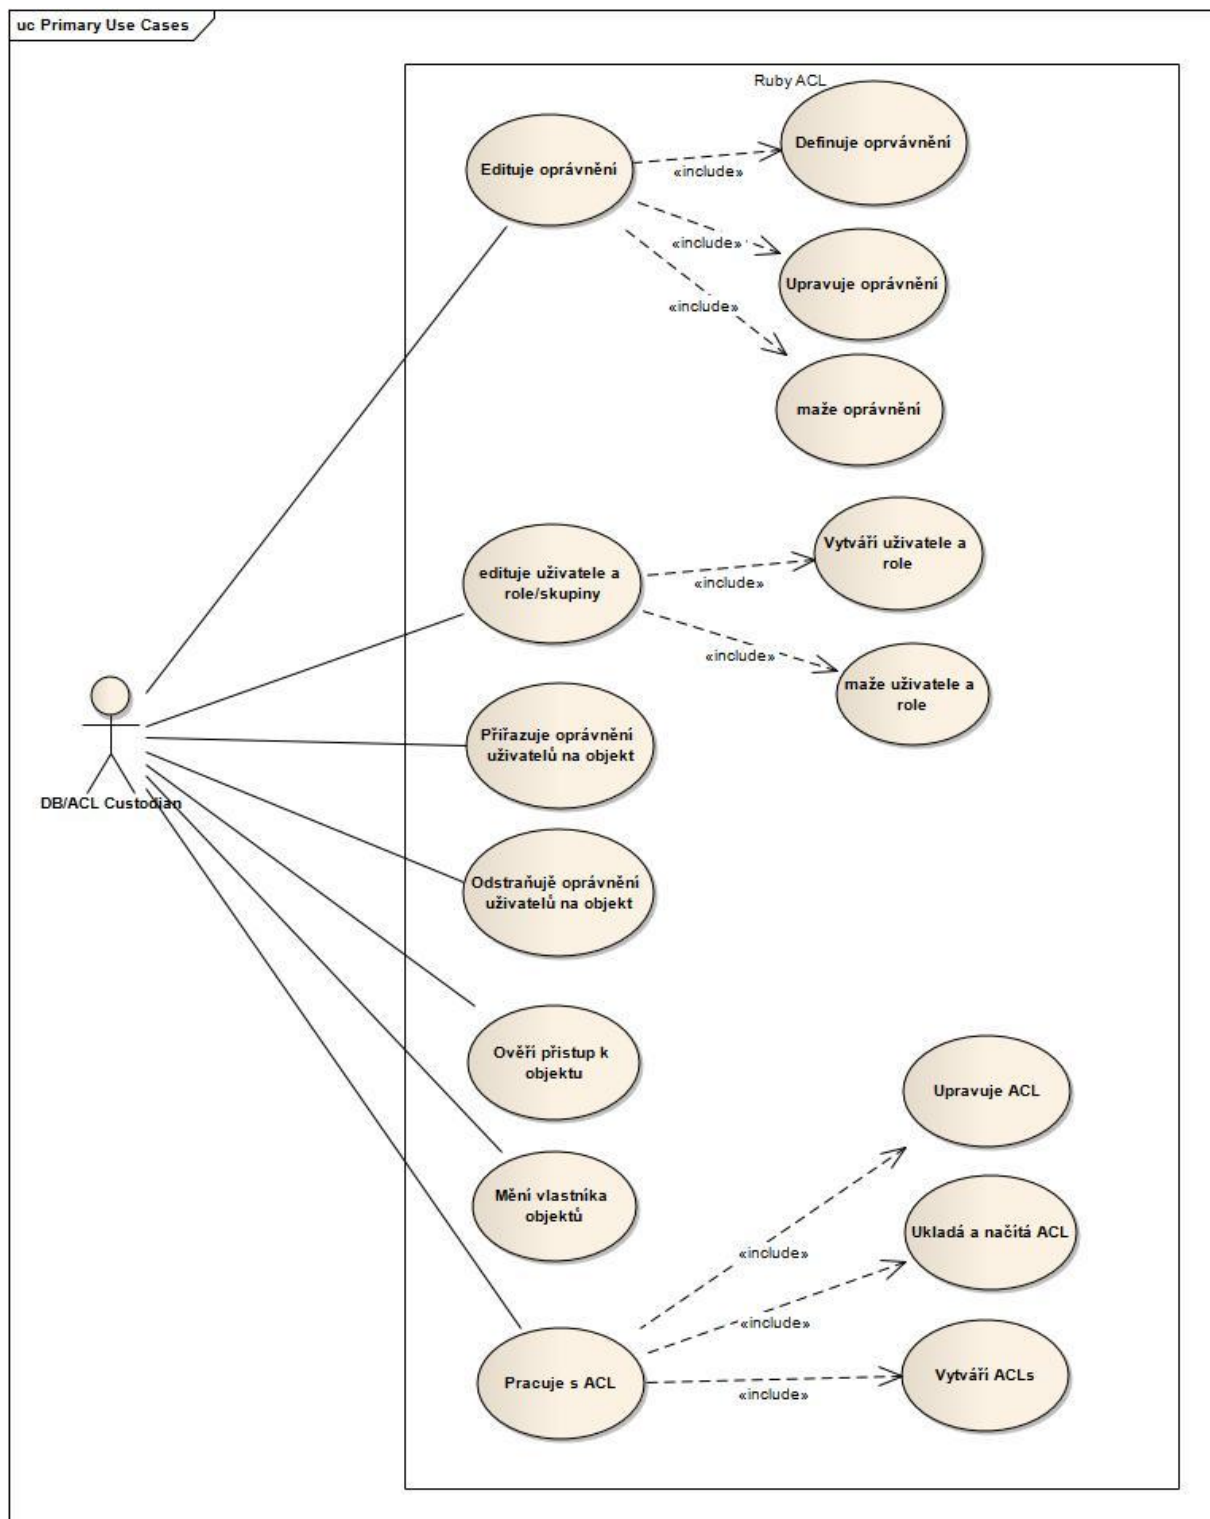 uc Primary Use Cases
Ruby ACL
Edituje oprávnění
Definuje oprvávnění
«include»
«include»
Upravuje oprávnění
«include»
maže oprávnění
edituje uživatele a
role/skupiny
Vytváří uživatele a
role
«include»
«include»
maže uživatele a
role
DB/ACL Custodian
Přiřazuje oprávnění
uživatelů na objekt
Odstraňujě oprávnění
uživatelů na objekt
Ověří přistup k
objektu
Mění vlastníka
objektů
Upravuje ACL
«include»
Ukládá a načítá ACL
«include»
Pracuje s ACL
«include»
Vytváří ACLs